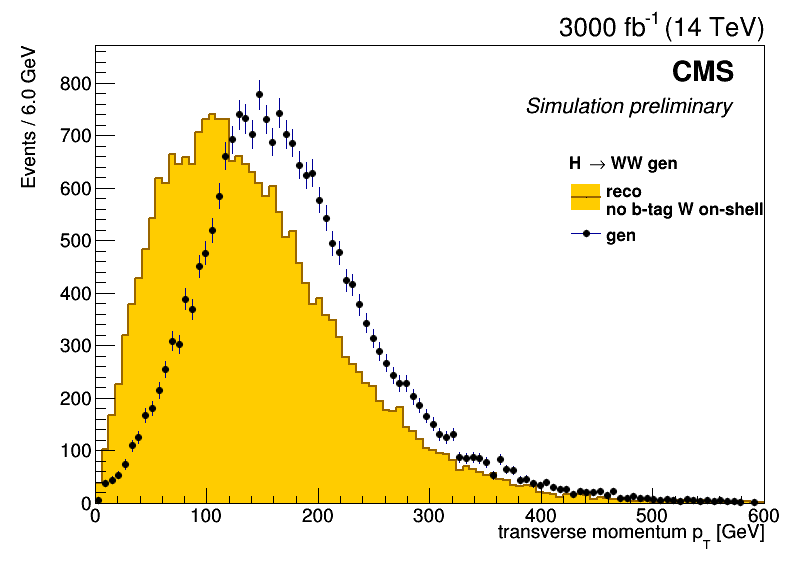 3000 fb-1 (14 TeV)
CMS
Simulation preliminary
H → WW gen
reco
no b-tag W on-shell
gen
Events / 6.0 GeV
800
700
600
500
400
300
200
100
0
0 100 200 300 400 500 600
transverse momentum pT [GeV]